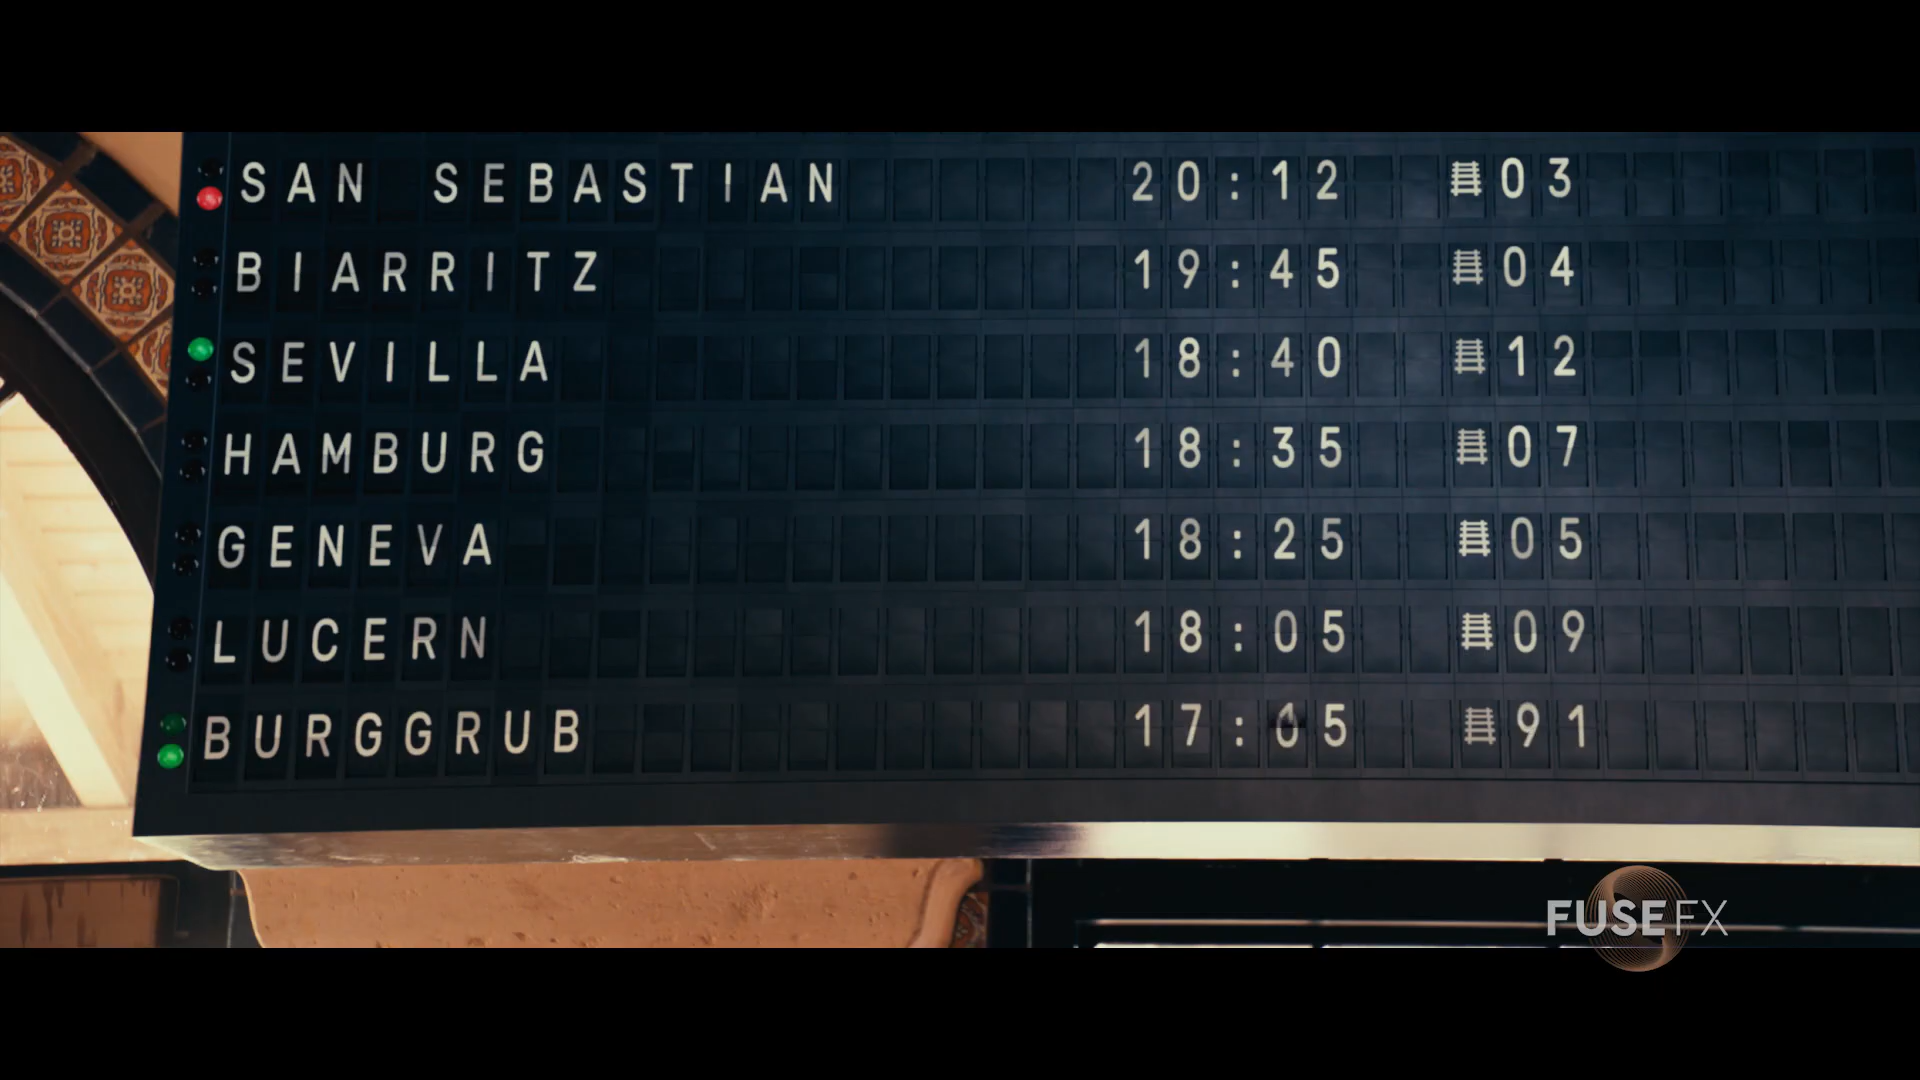 SAN SEBASTIAN 20:12 03
BIARRITZ 19:45 04
SEVILLA 18:40 12
HAMBURG 18:35 07
GENEVA 18:25 05
LUCERN 18:05 09
BURGGRUB 17:05 91
FUSEFX